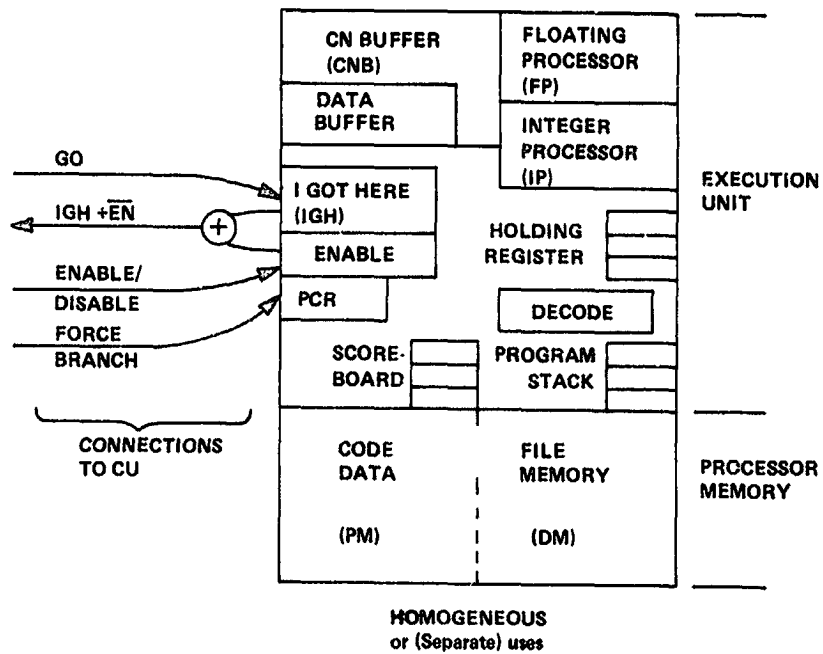 CN BUFFER
(CNB)
FLOATING
PROCESSOR
(FP)
DATA
BUFFER
INTEGER
PROCESSOR
(IP)
EXECUTION
UNIT
GO
I GOT HERE
(IGH)
IGH +E̅N̅
+
ENABLE
HOLDING
REGISTER
ENABLE/
DISABLE
PCR
DECODE
FORCE
BRANCH
SCORE-
BOARD
PROGRAM
STACK
CONNECTIONS
TO CU
CODE
DATA
FILE
MEMORY
PROCESSOR
MEMORY
(PM)
(DM)
HOMOGENEOUS
or (Separate) uses